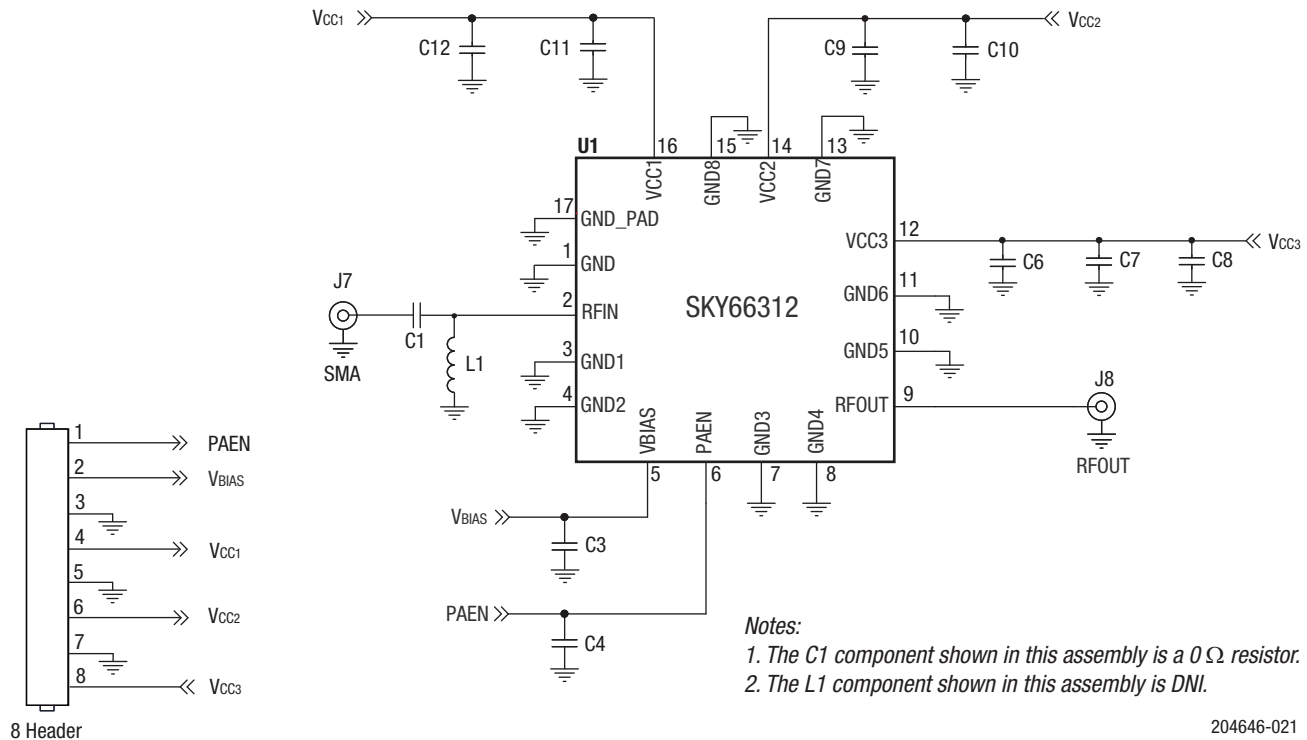 VCC1
C12
C11
C9
C10
VCC2
U1
16
15
14
13
VCC1
GND8
VCC2
GND7
17
GND_PAD
1
GND
2
RFIN
3
GND1
4
GND2
SKY66312
VCC3
12
GND6
11
GND5
10
RFOUT
9
C6
C7
C8
VCC3
J7
SMA
C1
L1
J8
RFOUT
VBIAS
PAEN
GND3
GND4
5
6
7
8
VBIAS
C3
PAEN
C4
1
PAEN
2
VBIAS
3
4
VCC1
5
6
VCC2
7
8
VCC3
8 Header
Notes:
1. The C1 component shown in this assembly is a 0 Ω resistor.
2. The L1 component shown in this assembly is DNI.
204646-021